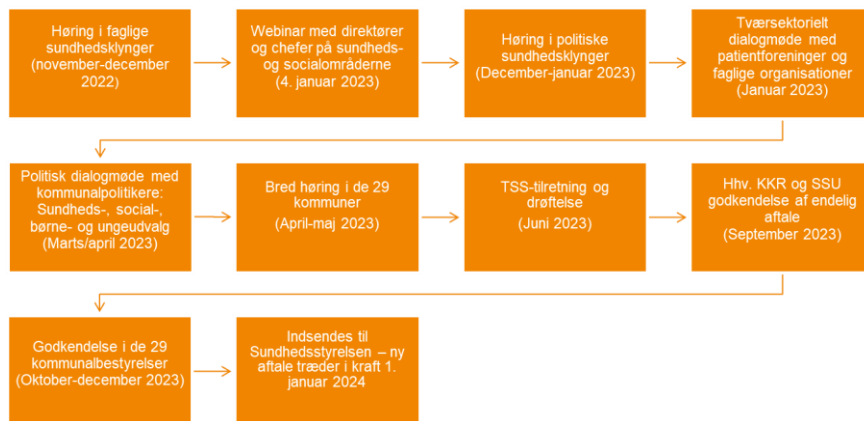 Høring i faglige
sundhedsklynger
(november-december
2022)
Webinar med direktører
og chefer på sundheds-
og socialområderne
(4. januar 2023)
Høring i politiske
sundhedsklynger
(December-januar 2023)
Tværsektorielt
dialogmøde med
patientforeninger og
faglige organisationer
(Januar 2023)
Politisk dialogmøde med
kommunalpolitikere:
Sundheds-, social-,
børne- og ungeudvalg
(Marts/april 2023)
Bred høring i de 29
kommuner
(April-maj 2023)
TSS-tilretning og
drøftelse
(Juni 2023)
Hhv. KKR og SSU
godkendelse af endelig
aftale
(September 2023)
Godkendelse i de 29
kommunalbestyrelser
(Oktober-december 2023)
Indsendes til
Sundhedsstyrelsen – ny
aftale træder i kraft 1.
januar 2024